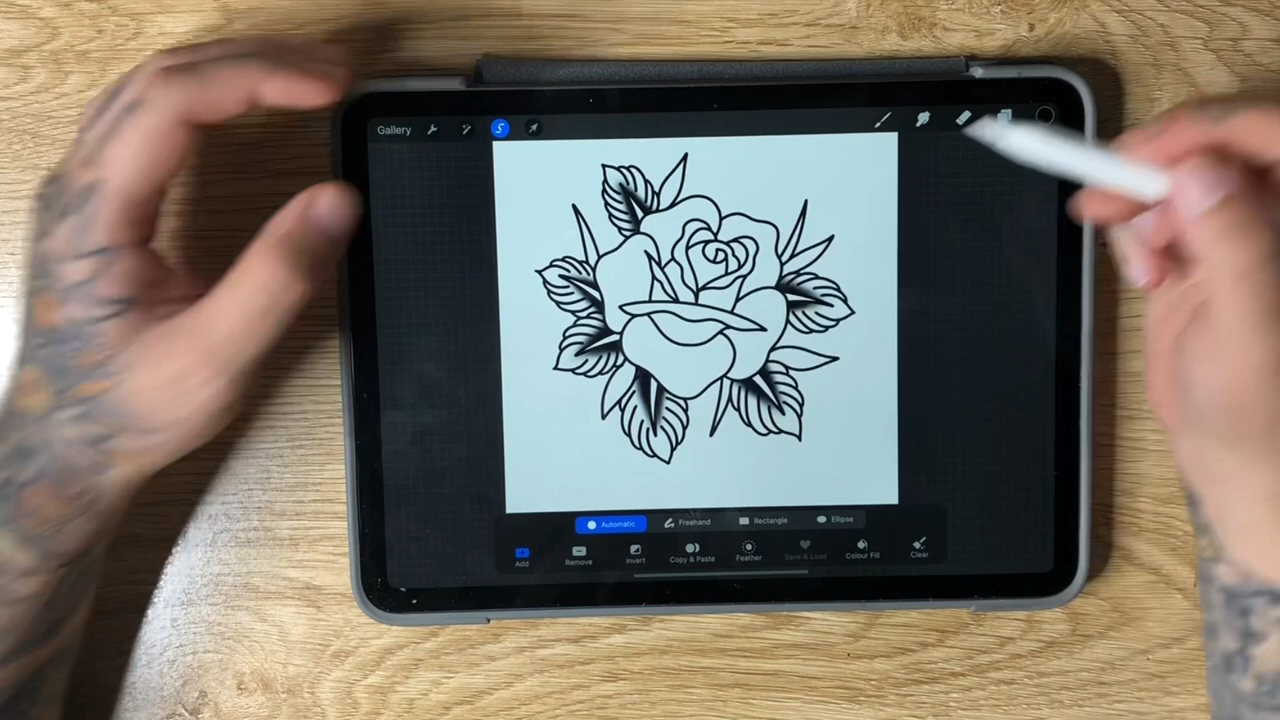 Gallery
Automatic Freehand Rectangle Ellipse
Add Remove Invert Copy & Paste Feather Save & Load Colour Fill Clear